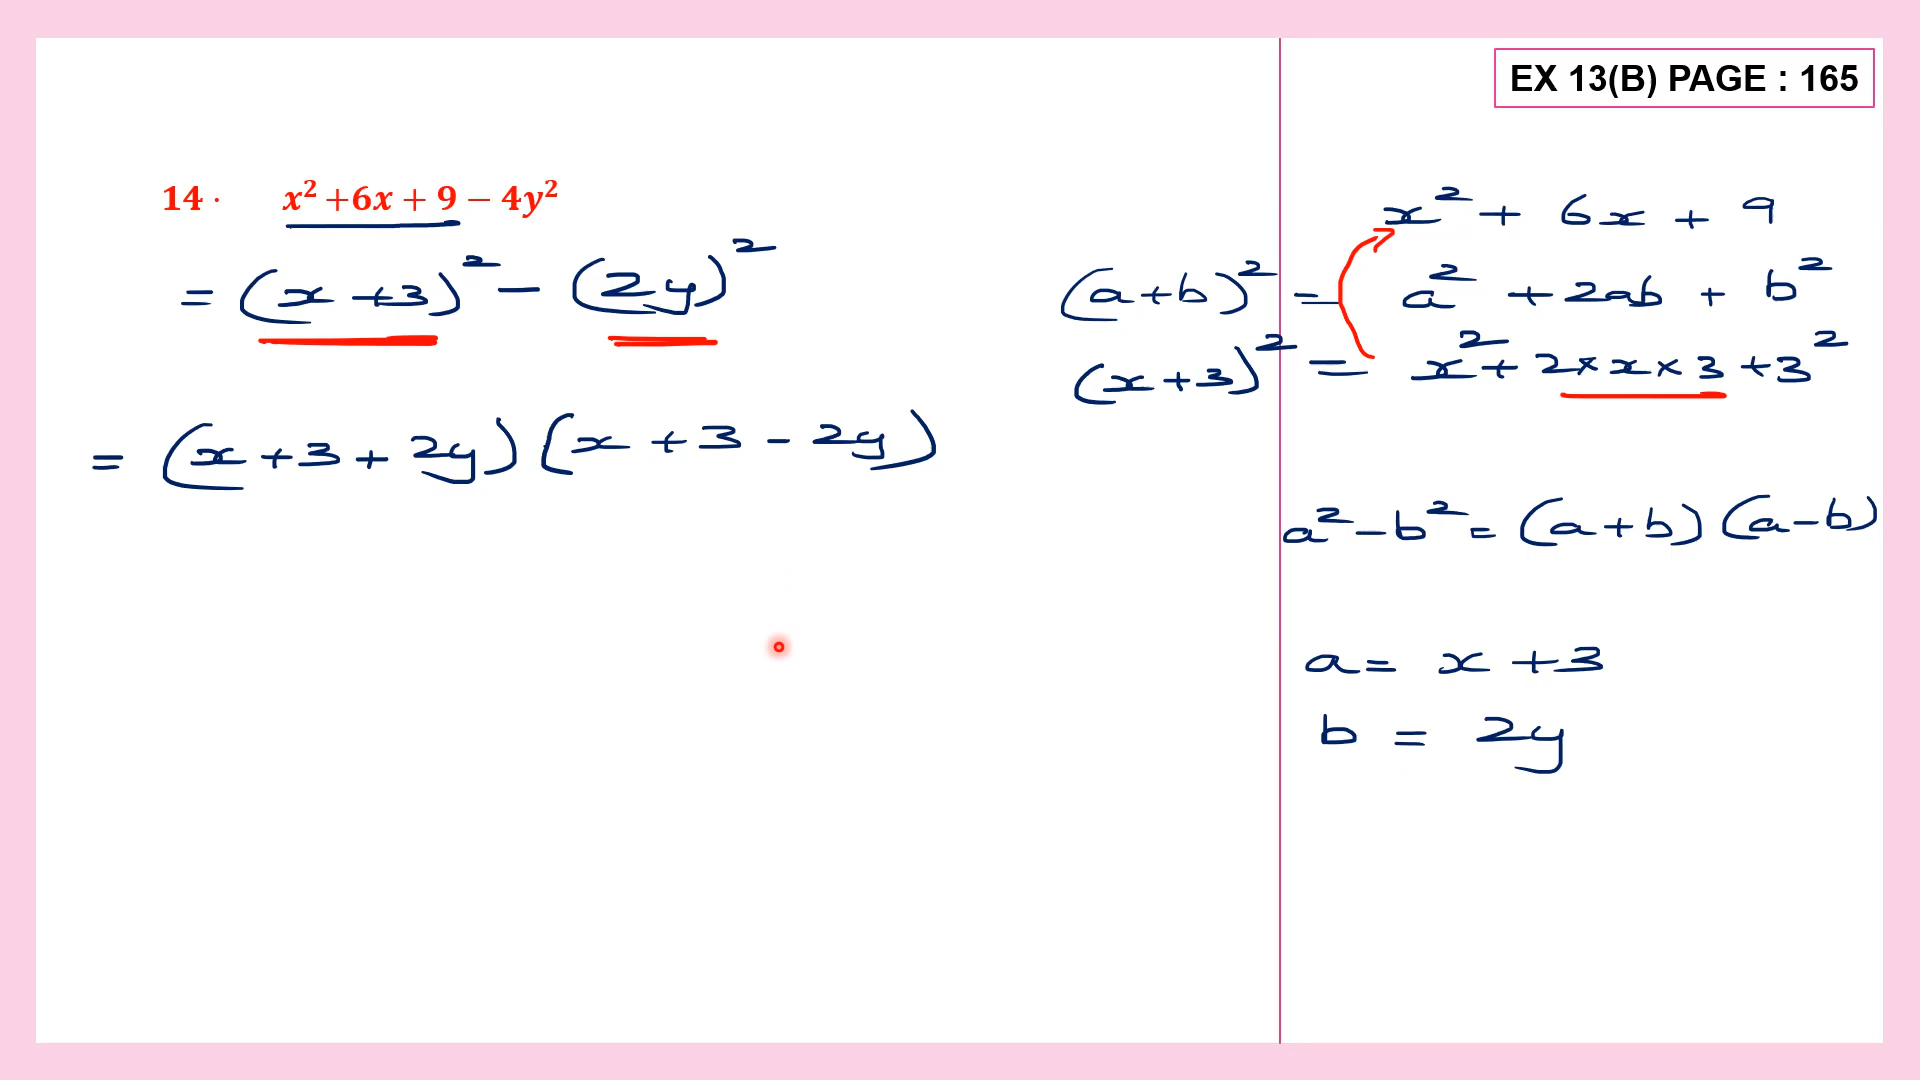 EX 13(B) PAGE : 165
14. x² +6x + 9 − 4y²
= (x +3)² − (2y)²
= (x +3 + 2y) (x + 3 − 2y)
x² + 6x + 9
(a+b)² = a² + 2ab + b²
(x+3)² = x² + 2×x×3 +3²
a² − b² = (a+b) (a−b)
a = x +3
b = 2y